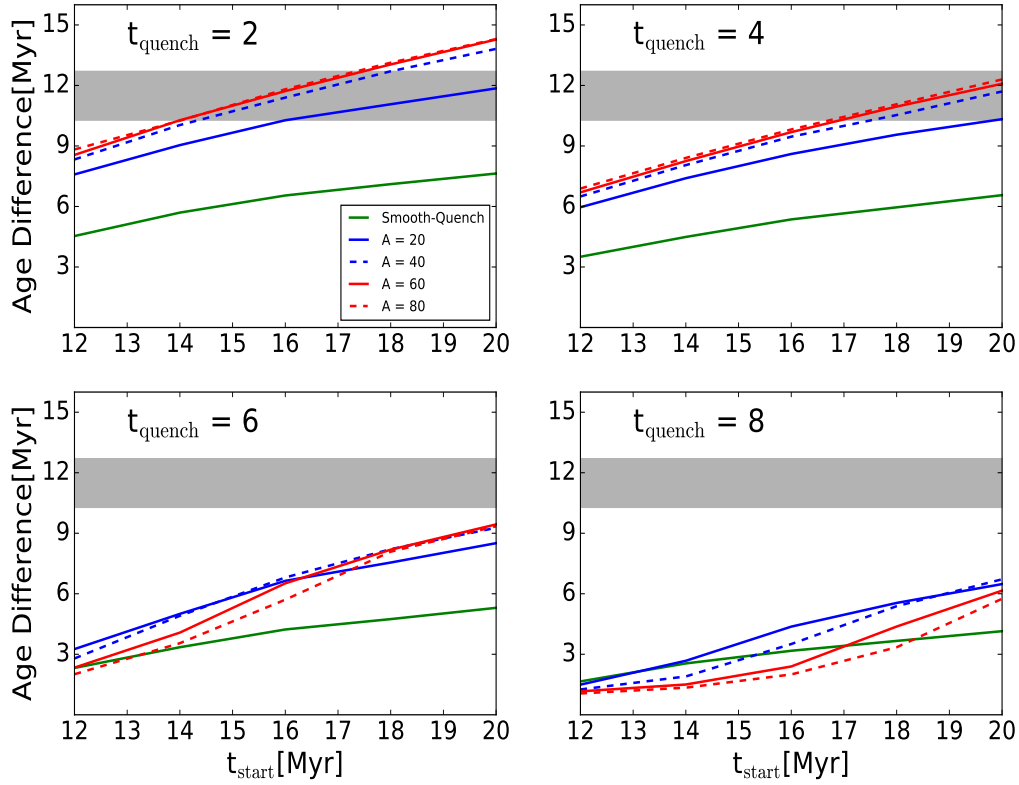 t_quench = 2
t_quench = 4
Age Difference[Myr]
15
12
9
6
3
Smooth-Quench
A = 20
A = 40
A = 60
A = 80
12 13 14 15 16 17 18 19 20
15
12
9
6
3
12 13 14 15 16 17 18 19 20
t_quench = 6
t_quench = 8
Age Difference[Myr]
15
12
9
6
3
12 13 14 15 16 17 18 19 20
t_start[Myr]
15
12
9
6
3
12 13 14 15 16 17 18 19 20
t_start[Myr]